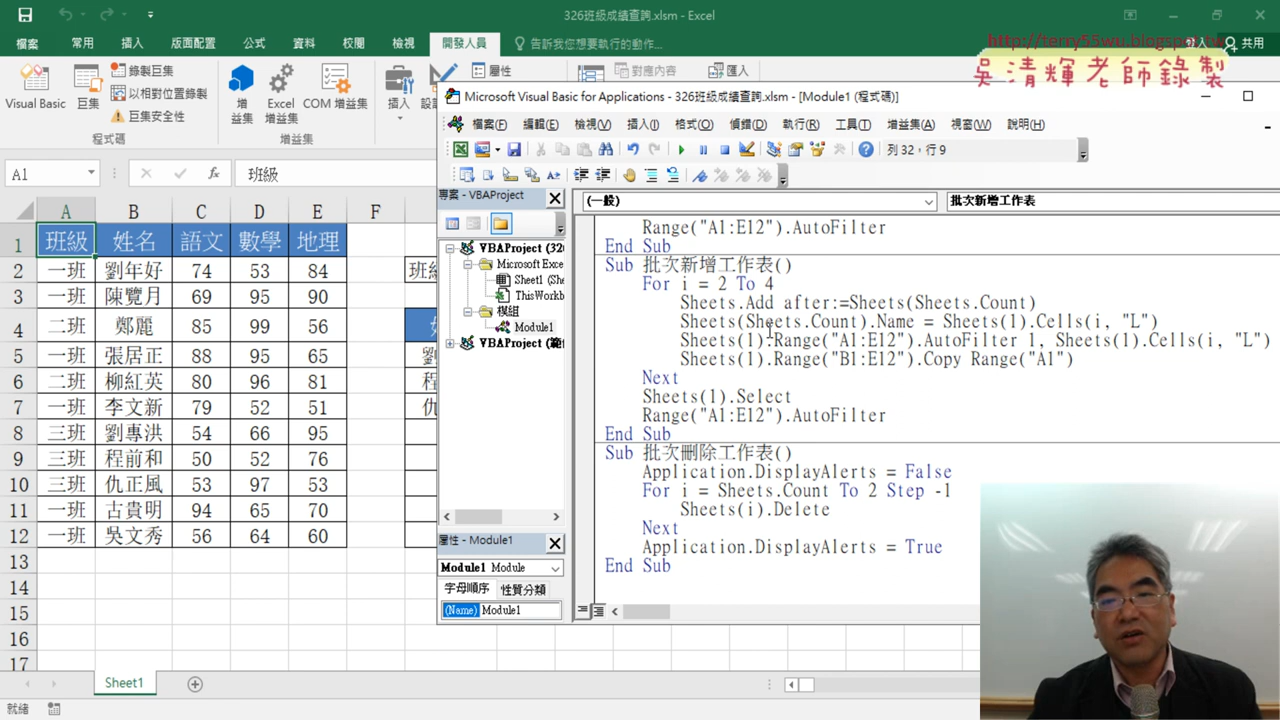 326班級成績查詢.xlsm - Excel
http://terry55wu.blogspot.tw
吳清輝老師錄製
檔案 常用 插入 版面配置 公式 資料 校閱 檢視 開發人員 告訴我您想要執行的動作... 登入 共用
Visual Basic 巨集 錄製巨集 以相對位置錄製 巨集安全性
增益集 Excel 增益集 COM 增益集 插入 屬性 對應內容 匯入
程式碼 增益集
A1 fx 班級
A B C D E F
1 班級 姓名 語文 數學 地理
2 一班 劉年好 74 53 84
3 一班 陳覽月 69 95 90
4 二班 鄭麗 85 99 56
5 一班 張居正 88 95 65
6 二班 柳紅英 80 96 81
7 一班 李文新 79 52 51
8 三班 劉專洪 54 66 95
9 三班 程前和 50 52 76
10 三班 仇正風 53 97 53
11 一班 古貴明 94 65 70
12 一班 吳文秀 56 64 60
13
14
15
16
17
Sheet1
就緒
Microsoft Visual Basic for Applications - 326班級成績查詢.xlsm - [Module1 (程式碼)]
檔案(F) 編輯(E) 檢視(V) 插入(I) 格式(O) 偵錯(D) 執行(R) 工具(T) 增益集(A) 視窗(W) 說明(H)
列 32，行 9
專案 - VBAProject
VBAProject (32
Microsoft Exce
Sheet1 (She
ThisWorkb
模組
Module1
VBAProject (範
屬性 - Module1
Module1 Module
字母順序 性質分類
(Name) Module1
(一般) 批次新增工作表
Range("A1:E12").AutoFilter
End Sub
Sub 批次新增工作表()
For i = 2 To 4
Sheets.Add after:=Sheets(Sheets.Count)
Sheets(Sheets.Count).Name = Sheets(1).Cells(i, "L")
Sheets(1).Range("A1:E12").AutoFilter 1, Sheets(1).Cells(i, "L")
Sheets(1).Range("B1:E12").Copy Range("A1")
Next
Sheets(1).Select
Range("A1:E12").AutoFilter
End Sub
Sub 批次刪除工作表()
Application.DisplayAlerts = False
For i = Sheets.Count To 2 Step -1
Sheets(i).Delete
Next
Application.DisplayAlerts = True
End Sub